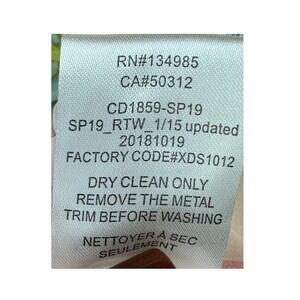 RN#134985
CA#50312
CD1859-SP19
SP19_RTW_1/15 updated
20181019
FACTORY CODE#XDS1012
DRY CLEAN ONLY
REMOVE THE METAL
TRIM BEFORE WASHING
NETTOYER À SEC
SEULEMENT